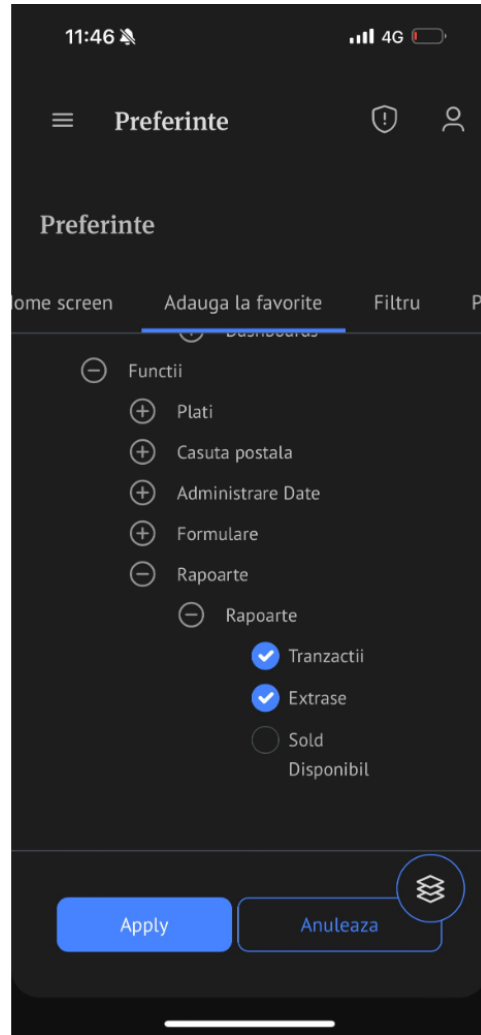 11:46
4G
Preferinte
Preferinte
ome screen
Adauga la favorite
Filtru
P
Dashboards
Functii
Plati
Casuta postala
Administrare Date
Formulare
Rapoarte
Rapoarte
Tranzactii
Extrase
Sold
Disponibil
Apply
Anuleaza